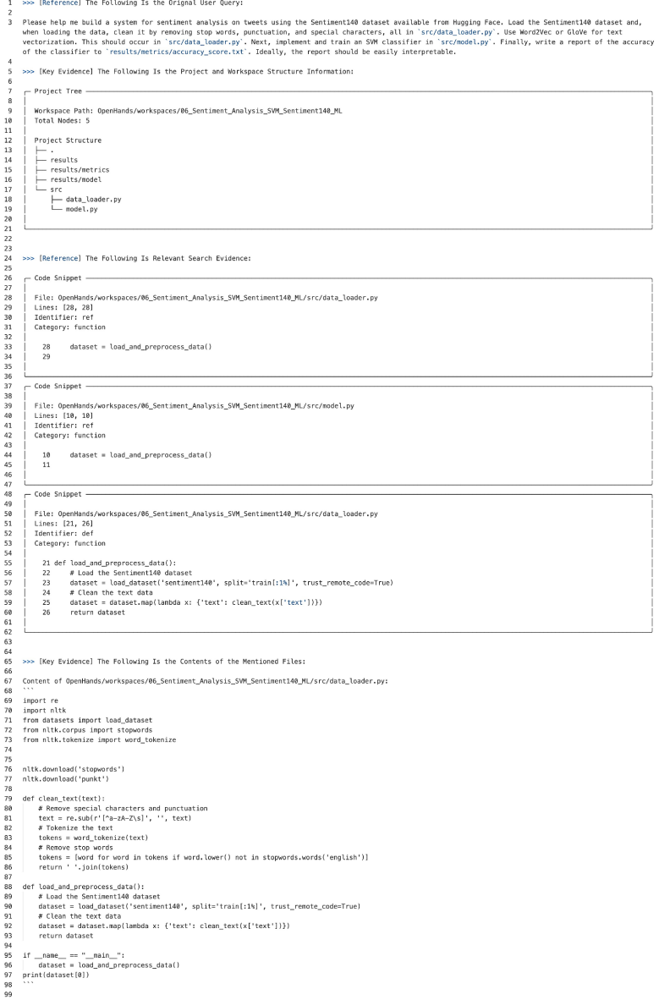 1 >>> [Reference] The Following Is the Orignal User Query:
2
3 Please help me build a system for sentiment analysis on tweets using the Sentiment140 dataset available from Hugging Face. Load the Sentiment140 dataset and,
when loading the data, clean it by removing stop words, punctuation, and special characters, all in `src/data_loader.py`. Use Word2Vec or GloVe for text
vectorization. This should occur in `src/data_loader.py`. Next, implement and train an SVM classifier in `src/model.py`. Finally, write a report of the accuracy
of the classifier to `results/metrics/accuracy_score.txt`. Ideally, the report should be easily interpretable.
4
5 >>> [Key Evidence] The Following Is the Project and Workspace Structure Information:
6
7 ┌─ Project Tree
8 │
9 │ Workspace Path: OpenHands/workspaces/06_Sentiment_Analysis_SVM_Sentiment140_ML
10 │ Total Nodes: 5
11 │
12 │ Project Structure
13 │ ├── .
14 │ ├── results
15 │ ├── results/metrics
16 │ ├── results/model
17 │ └── src
18 │     ├── data_loader.py
19 │     └── model.py
20 │
21 └
22
23
24 >>> [Reference] The Following Is Relevant Search Evidence:
25
26 ┌─ Code Snippet
27 │
28 │ File: OpenHands/workspaces/06_Sentiment_Analysis_SVM_Sentiment140_ML/src/data_loader.py
29 │ Lines: [28, 28]
30 │ Identifier: ref
31 │ Category: function
32 │
33 │   28     dataset = load_and_preprocess_data()
34 │   29
35 │
36 └
37 ┌─ Code Snippet
38 │
39 │ File: OpenHands/workspaces/06_Sentiment_Analysis_SVM_Sentiment140_ML/src/model.py
40 │ Lines: [10, 10]
41 │ Identifier: ref
42 │ Category: function
43 │
44 │   10     dataset = load_and_preprocess_data()
45 │   11
46 │
47 └
48 ┌─ Code Snippet
49 │
50 │ File: OpenHands/workspaces/06_Sentiment_Analysis_SVM_Sentiment140_ML/src/data_loader.py
51 │ Lines: [21, 26]
52 │ Identifier: def
53 │ Category: function
54 │
55 │   21 def load_and_preprocess_data():
56 │   22     # Load the Sentiment140 dataset
57 │   23     dataset = load_dataset('sentiment140', split='train[:1%]', trust_remote_code=True)
58 │   24     # Clean the text data
59 │   25     dataset = dataset.map(lambda x: {'text': clean_text(x['text'])})
60 │   26     return dataset
61 │
62 └
63
64
65 >>> [Key Evidence] The Following Is the Contents of the Mentioned Files:
66
67 Content of OpenHands/workspaces/06_Sentiment_Analysis_SVM_Sentiment140_ML/src/data_loader.py:
68 ```
69 import re
70 import nltk
71 from datasets import load_dataset
72 from nltk.corpus import stopwords
73 from nltk.tokenize import word_tokenize
74
75
76 nltk.download('stopwords')
77 nltk.download('punkt')
78
79 def clean_text(text):
80     # Remove special characters and punctuation
81     text = re.sub(r'[^a-zA-Z\s]', '', text)
82     # Tokenize the text
83     tokens = word_tokenize(text)
84     # Remove stop words
85     tokens = [word for word in tokens if word.lower() not in stopwords.words('english')]
86     return ' '.join(tokens)
87
88 def load_and_preprocess_data():
89     # Load the Sentiment140 dataset
90     dataset = load_dataset('sentiment140', split='train[:1%]', trust_remote_code=True)
91     # Clean the text data
92     dataset = dataset.map(lambda x: {'text': clean_text(x['text'])})
93     return dataset
94
95 if __name__ == "__main__":
96     dataset = load_and_preprocess_data()
97 print(dataset[0])
98 ```
99